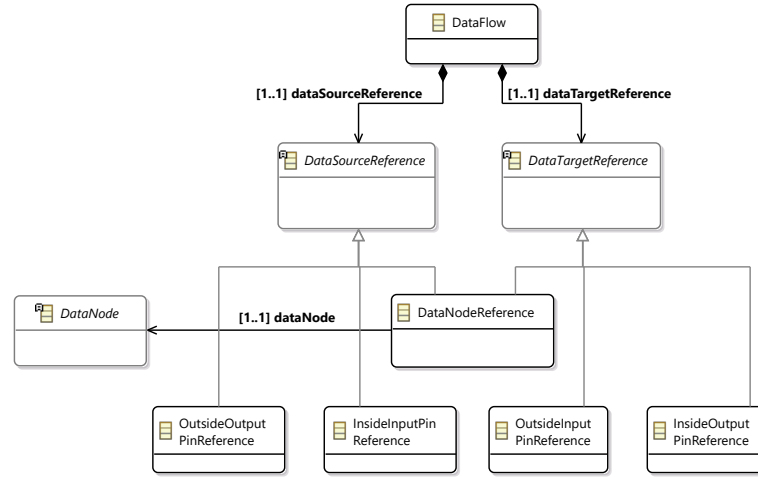 DataFlow
[1..1] dataSourceReference
[1..1] dataTargetReference
DataSourceReference
DataTargetReference
DataNode
[1..1] dataNode
DataNodeReference
OutsideOutput
PinReference
InsideInputPin
Reference
OutsideInput
PinReference
InsideOutput
PinReference